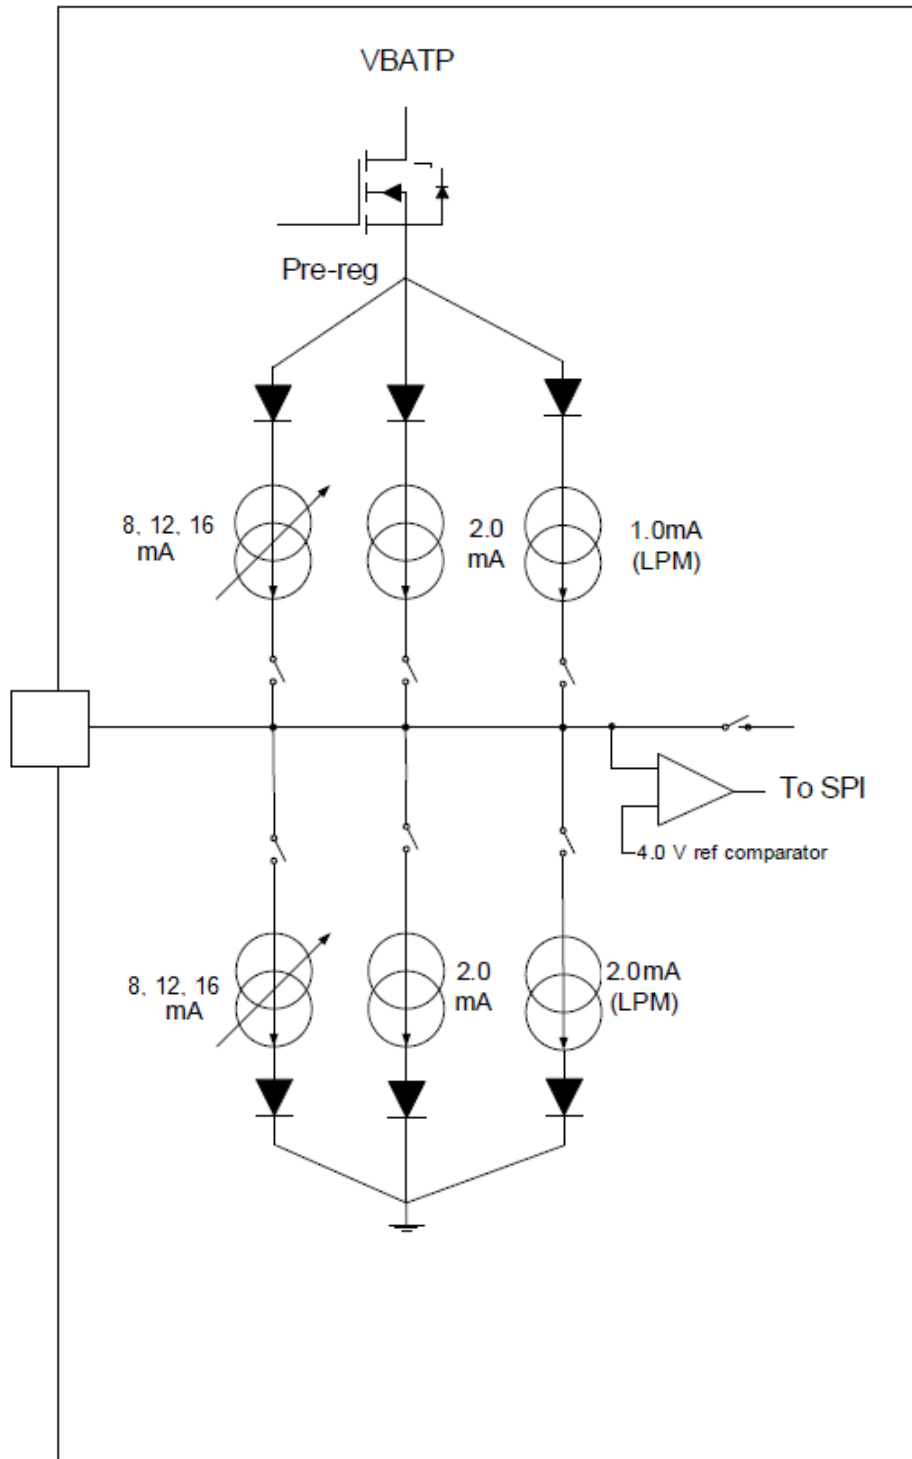 VBATP
Pre-reg
8, 12, 16
mA
2.0
mA
1.0mA
(LPM)
To SPI
4.0 V ref comparator
8, 12, 16
mA
2.0
mA
2.0mA
(LPM)